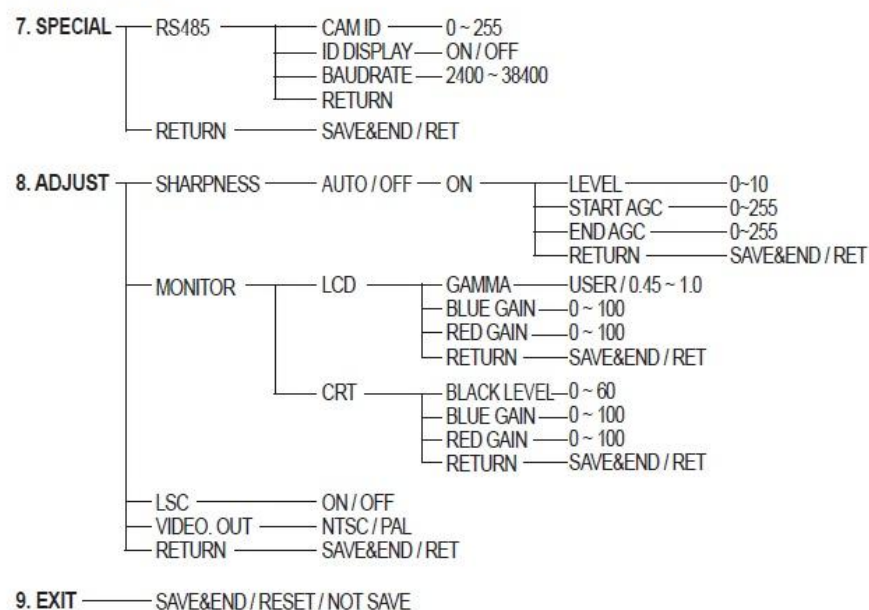 7. SPECIAL RS485 CAM ID 0 ~ 255
ID DISPLAY ON / OFF
BAUDRATE 2400 ~ 38400
RETURN
RETURN SAVE&END / RET
8. ADJUST SHARPNESS AUTO / OFF ON LEVEL 0~10
START AGC 0~255
END AGC 0~255
RETURN SAVE&END / RET
MONITOR LCD GAMMA USER / 0.45 ~ 1.0
BLUE GAIN 0 ~ 100
RED GAIN 0 ~ 100
RETURN SAVE&END / RET
CRT BLACK LEVEL 0 ~ 60
BLUE GAIN 0 ~ 100
RED GAIN 0 ~ 100
RETURN SAVE&END / RET
LSC ON / OFF
VIDEO. OUT NTSC / PAL
RETURN SAVE&END / RET
9. EXIT SAVE&END / RESET / NOT SAVE